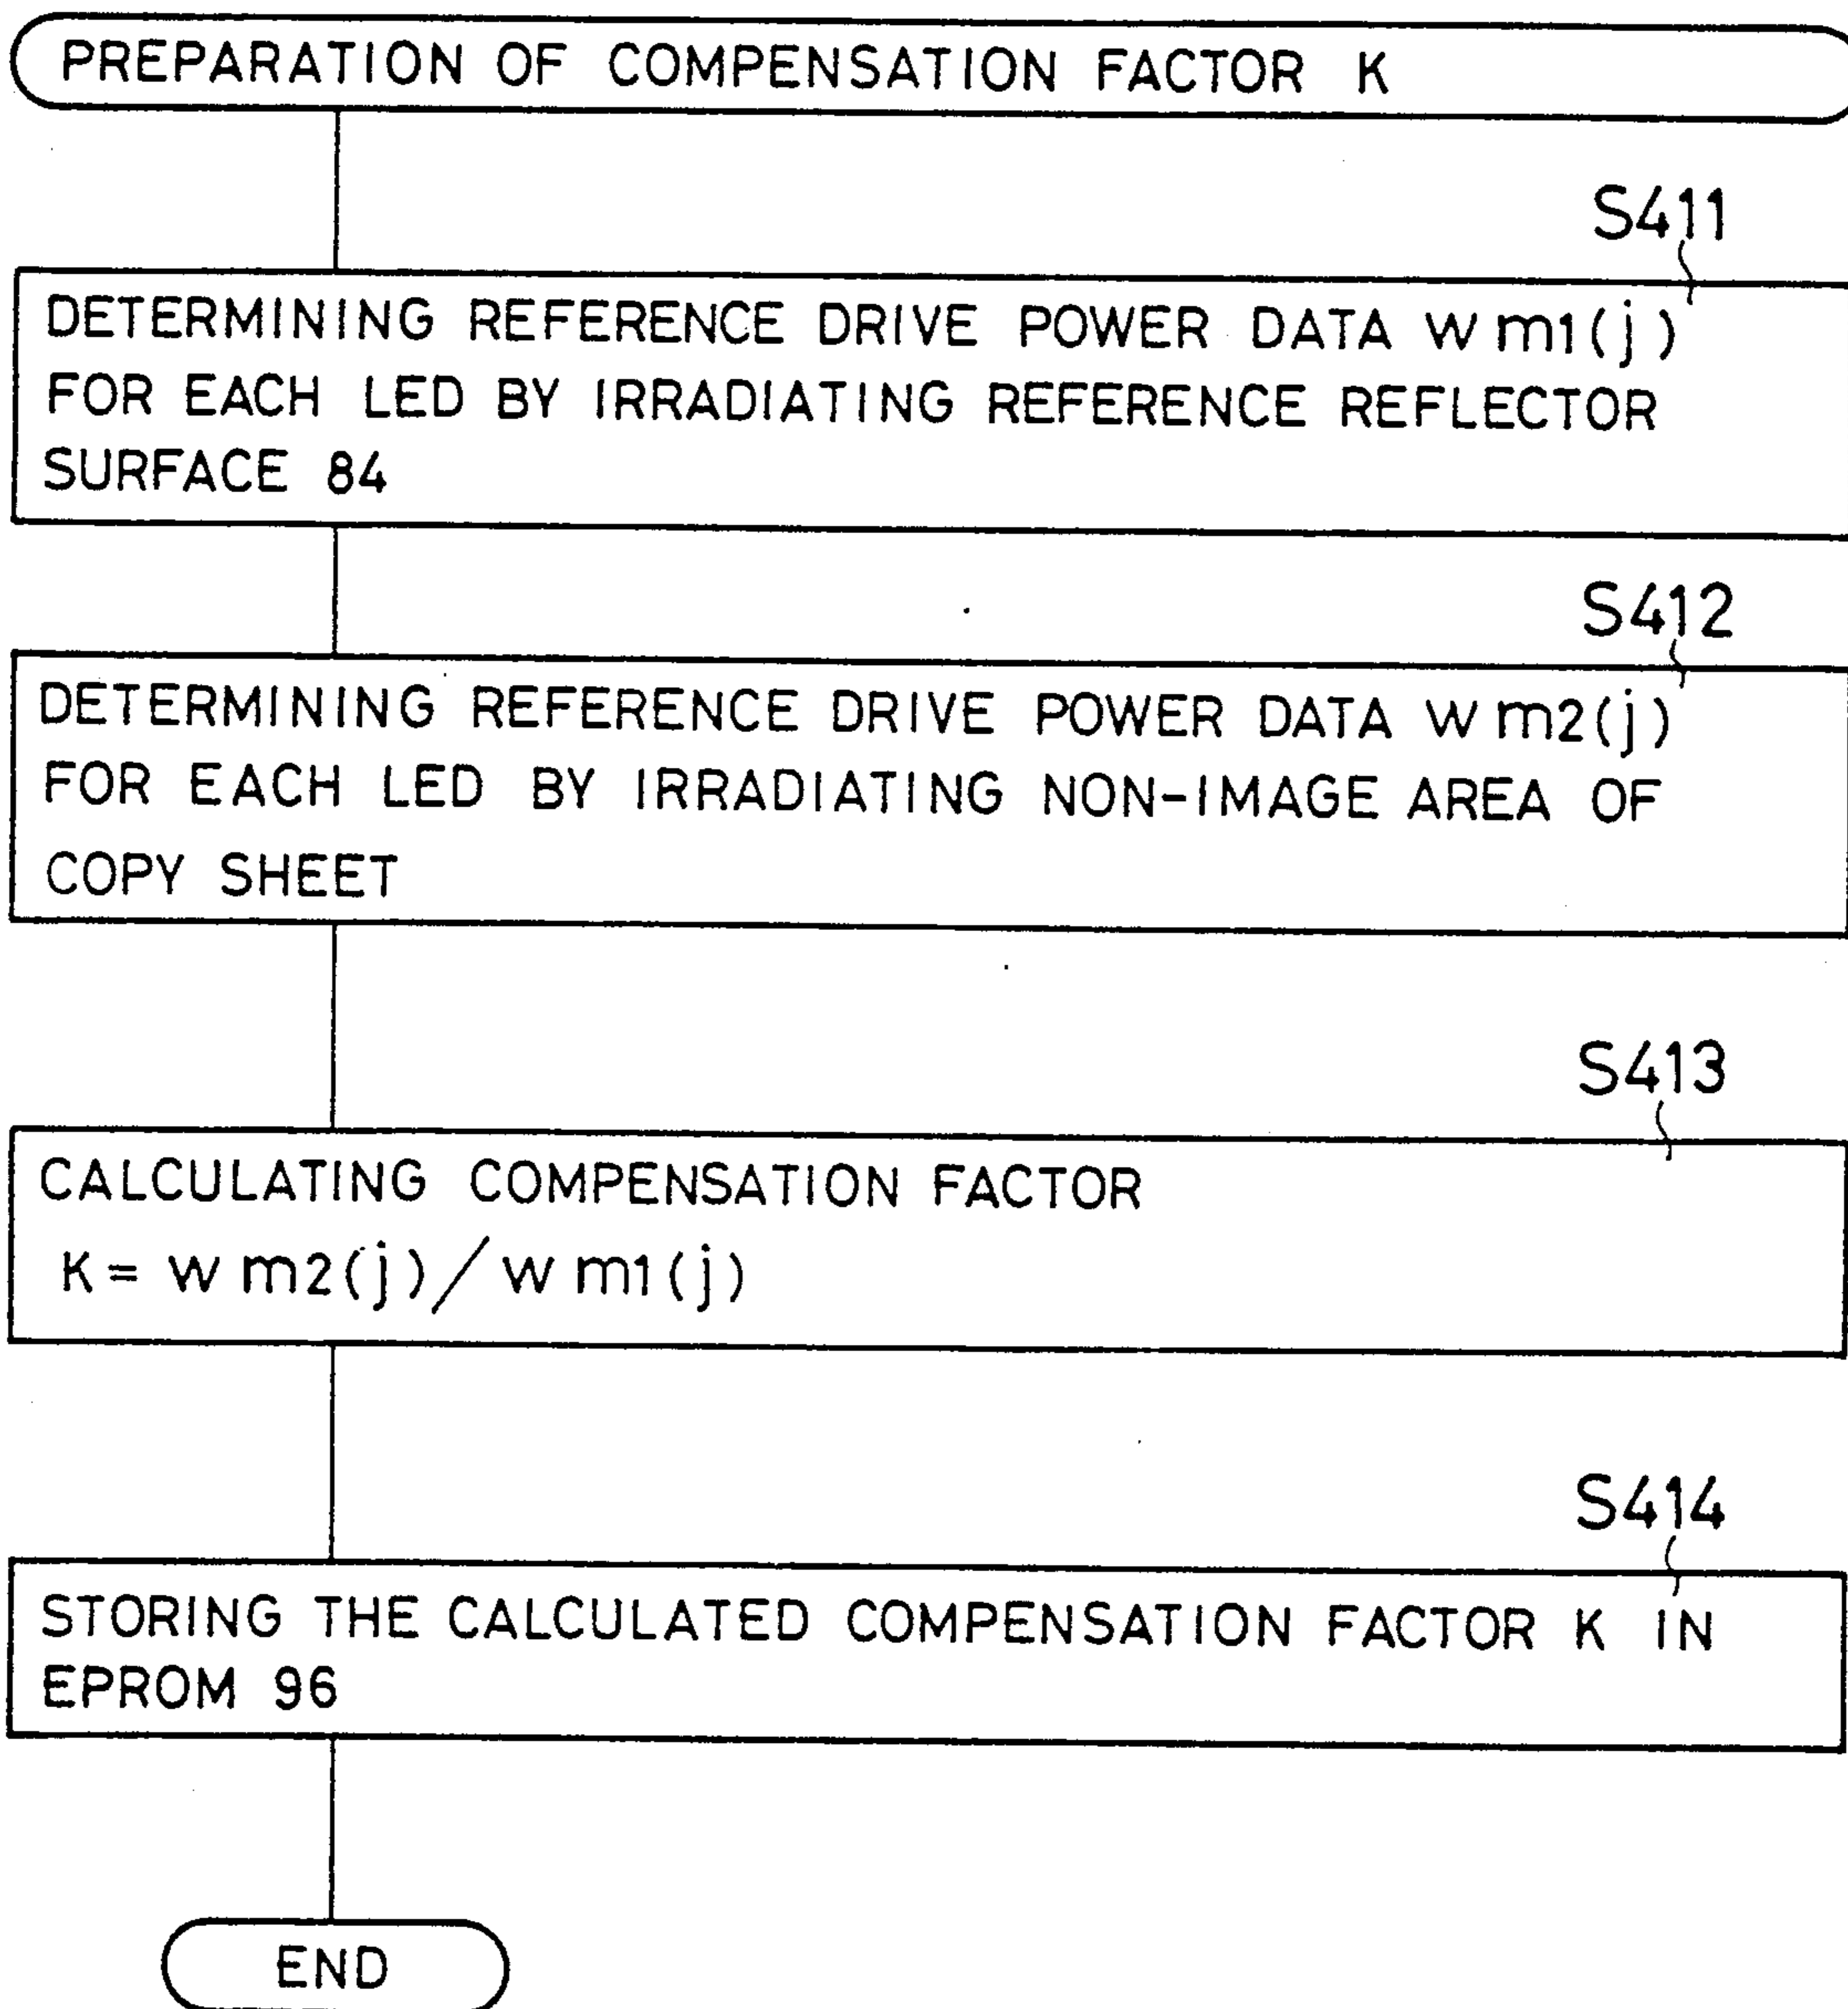 PREPARATION OF COMPENSATION FACTOR K
S411
DETERMINING REFERENCE DRIVE POWER DATA Wm1(j)
FOR EACH LED BY IRRADIATING REFERENCE REFLECTOR
SURFACE 84
S412
DETERMINING REFERENCE DRIVE POWER DATA Wm2(j)
FOR EACH LED BY IRRADIATING NON-IMAGE AREA OF
COPY SHEET
S413
CALCULATING COMPENSATION FACTOR
K = Wm2(j)/Wm1(j)
S414
STORING THE CALCULATED COMPENSATION FACTOR K IN
EPROM 96
END